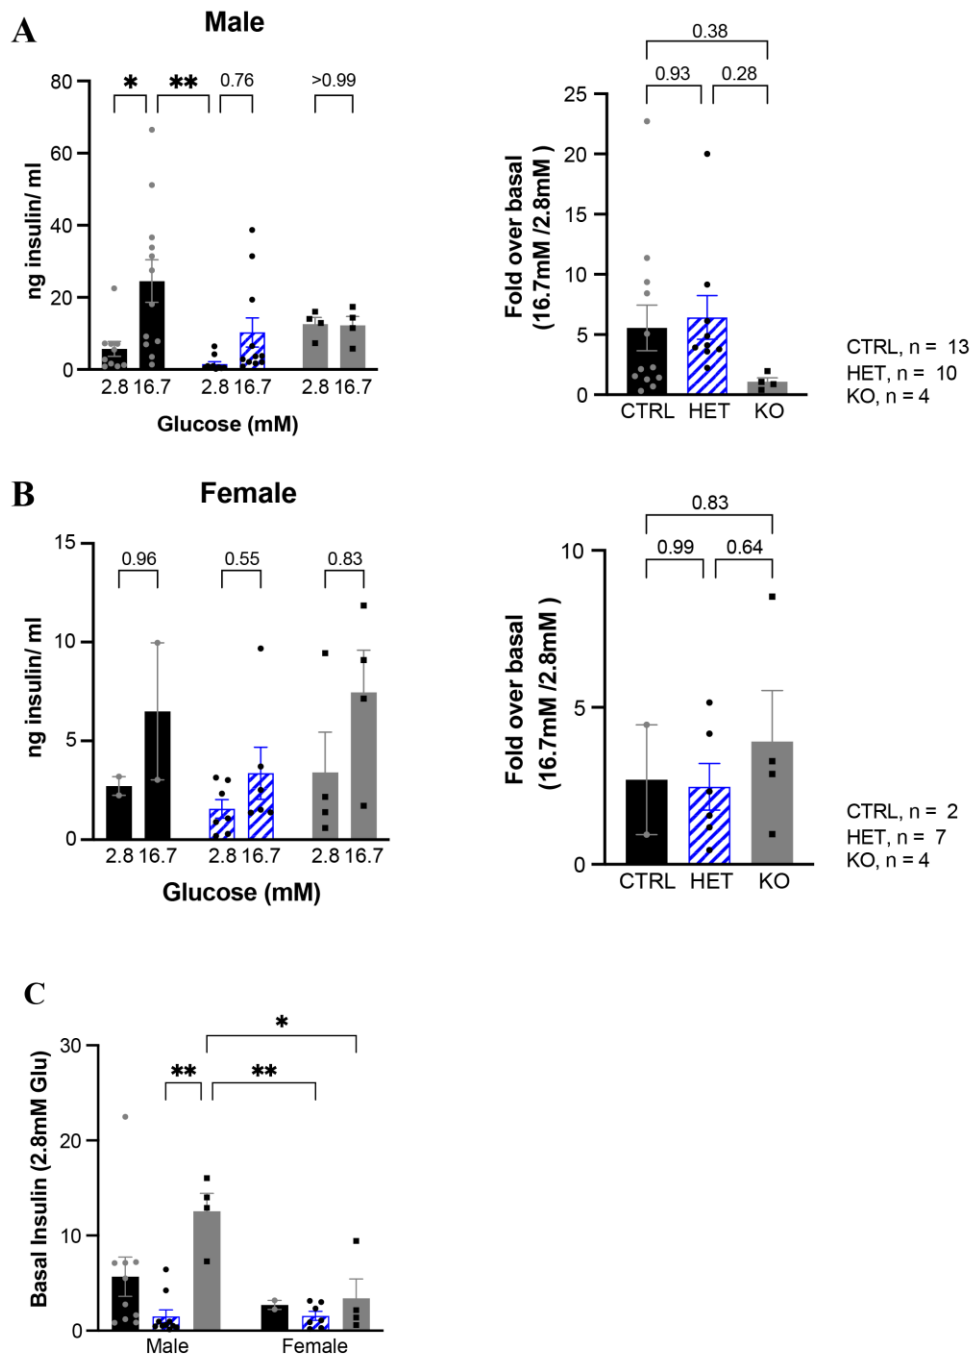 A
Male
ng insulin/ ml
80
60
40
20
0
* ** 0.76 >0.99
2.8 16.7 2.8 16.7 2.8 16.7
Glucose (mM)
Fold over basal
(16.7mM /2.8mM)
25
20
15
10
5
0
0.38
0.93 0.28
CTRL HET KO
CTRL, n = 13
HET, n = 10
KO, n = 4
B
Female
ng insulin/ ml
15
10
5
0
0.96 0.55 0.83
2.8 16.7 2.8 16.7 2.8 16.7
Glucose (mM)
Fold over basal
(16.7mM /2.8mM )
10
5
0
0.83
0.99 0.64
CTRL HET KO
CTRL, n = 2
HET, n = 7
KO, n = 4
C
Basal Insulin (2.8mM Glu)
30
20
10
0
*
** **
Male Female